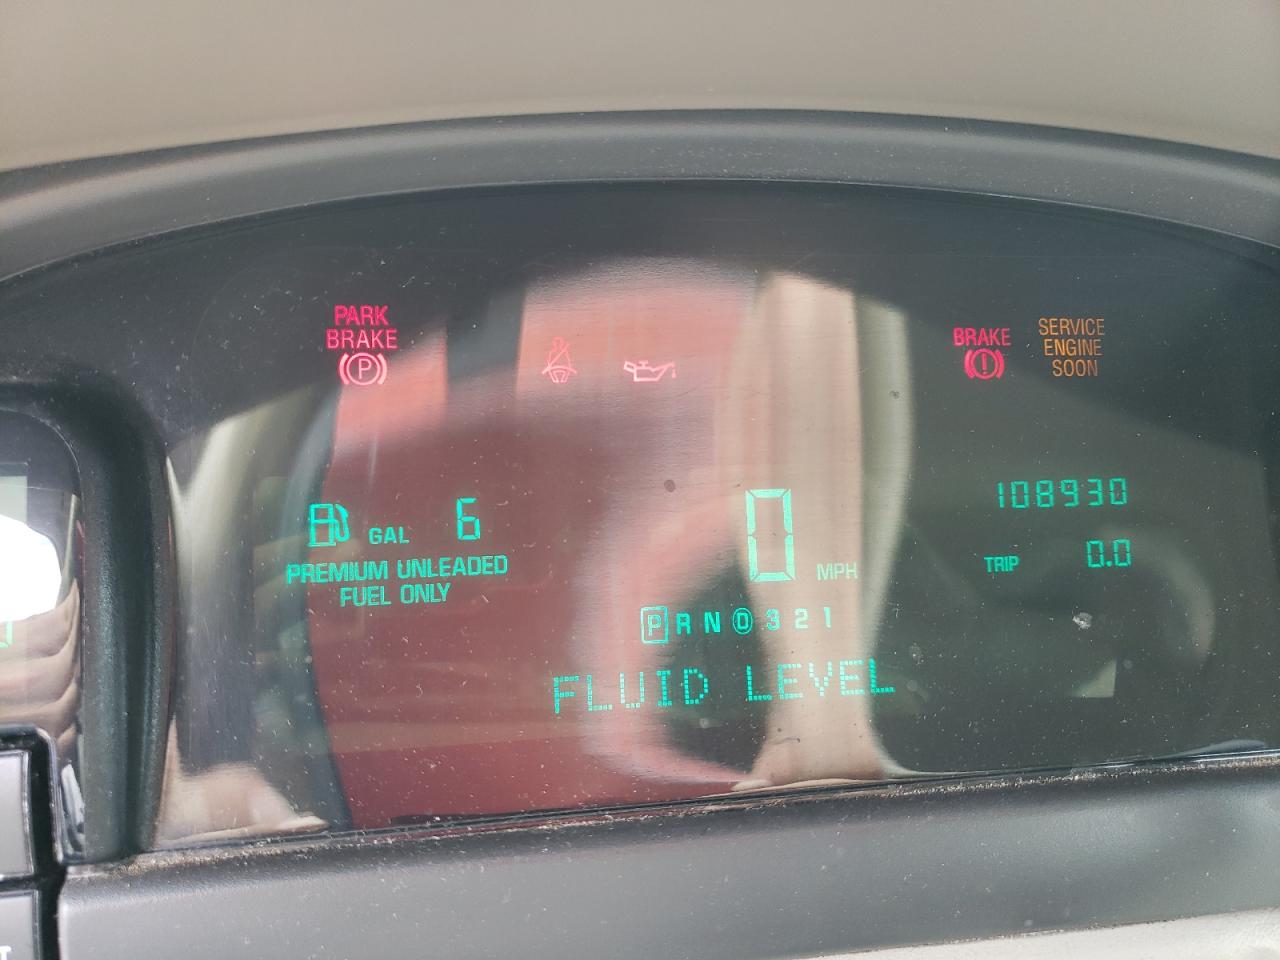 PARK
BRAKE
P
BRAKE
!
SERVICE
ENGINE
SOON
GAL 6
PREMIUM UNLEADED
FUEL ONLY
0
MPH
108930
TRIP 0.0
P R N D 3 2 1
FLUID LEVEL